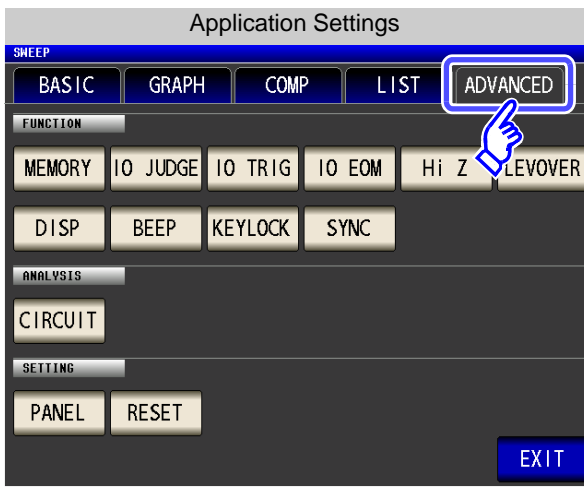 Application Settings
SWEEP
BASIC GRAPH COMP LIST ADVANCED
FUNCTION
MEMORY IO JUDGE IO TRIG IO EOM Hi Z LEVOVER
DISP BEEP KEYLOCK SYNC
ANALYSIS
CIRCUIT
SETTING
PANEL RESET
EXIT